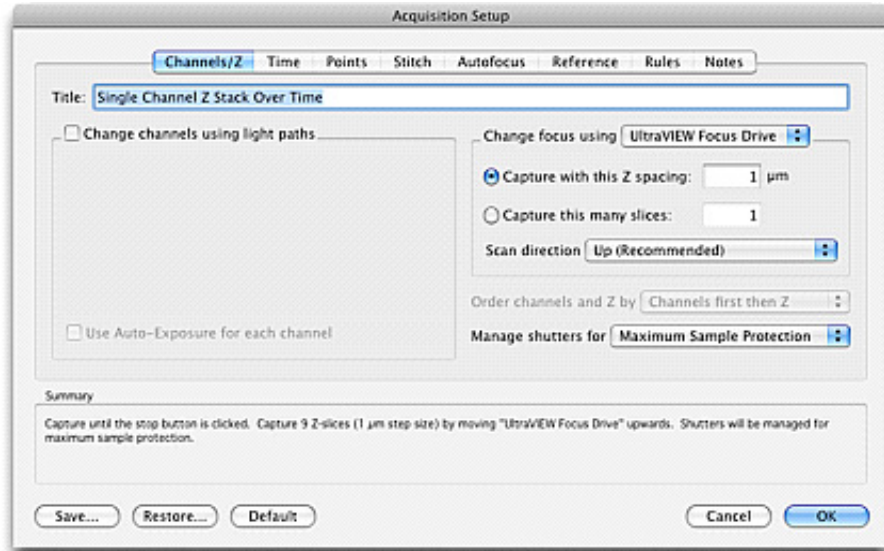 Acquisition Setup
Channels/Z Time Points Stitch Autofocus Reference Rules Notes
Title: Single Channel Z Stack Over Time
Change channels using light paths
Use Auto-Exposure for each channel
Change focus using UltraVIEW Focus Drive
Capture with this Z spacing: 1 µm
Capture this many slices: 1
Scan direction Up (Recommended)
Order channels and Z by Channels first then Z
Manage shutters for Maximum Sample Protection
Summary
Capture until the stop button is clicked. Capture 9 Z-slices (1 µm step size) by moving "UltraVIEW Focus Drive" upwards. Shutters will be managed for
maximum sample protection.
Save... Restore... Default Cancel OK